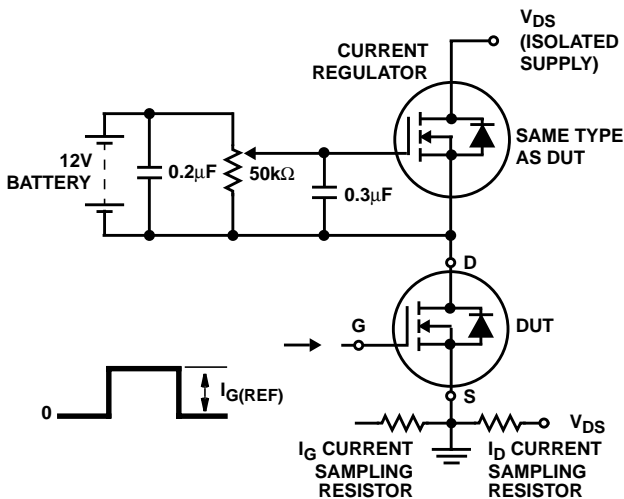 V_DS
(ISOLATED
SUPPLY)
CURRENT
REGULATOR
SAME TYPE
AS DUT
12V
BATTERY
0.2µF
50kΩ
0.3µF
D
G
DUT
0
I_G(REF)
S
V_DS
I_G CURRENT
SAMPLING
RESISTOR
I_D CURRENT
SAMPLING
RESISTOR